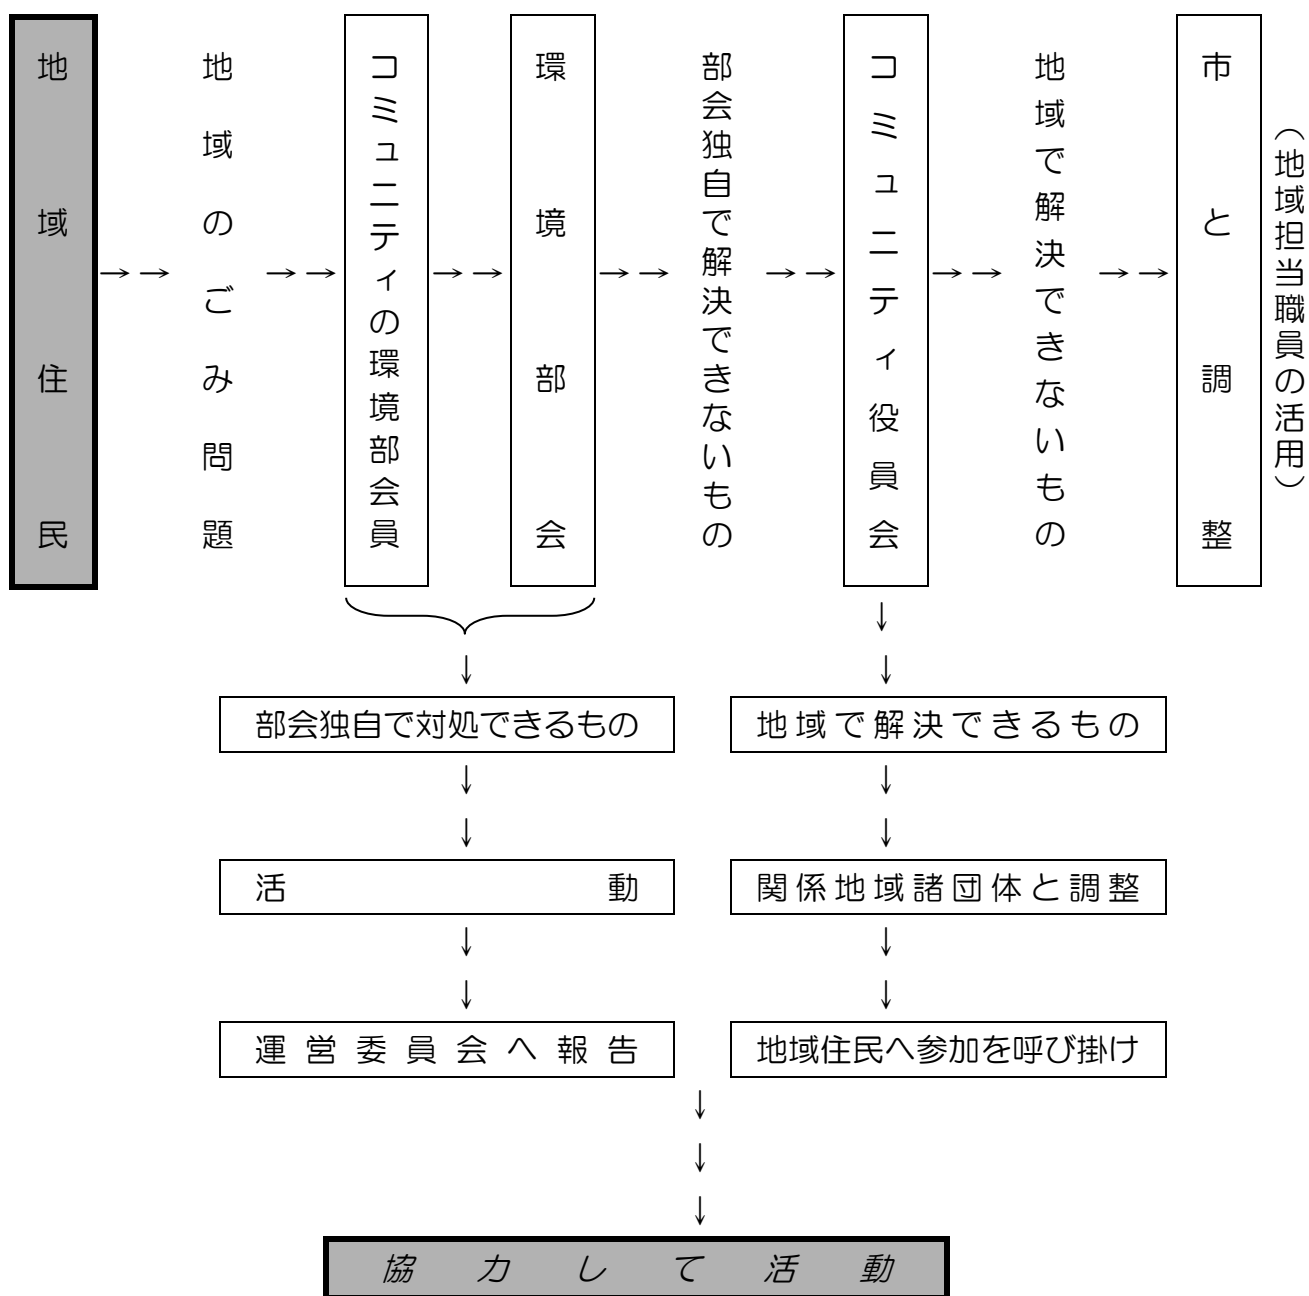 地域住民
→→
地域のごみ問題
→→
コミュニティの環境部会員
→→
環境部会
→→
部会独自で解決できないもの
→→
コミュニティ役員会
→→
地域で解決できないもの
→→
市と調整
（地域担当職員の活用）
↓
↓
部会独自で対処できるもの
↓
↓
活動
↓
↓
運営委員会へ報告
↓
地域で解決できるもの
↓
↓
関係地域諸団体と調整
↓
↓
地域住民へ参加を呼び掛け
↓
↓
↓
協力して活動